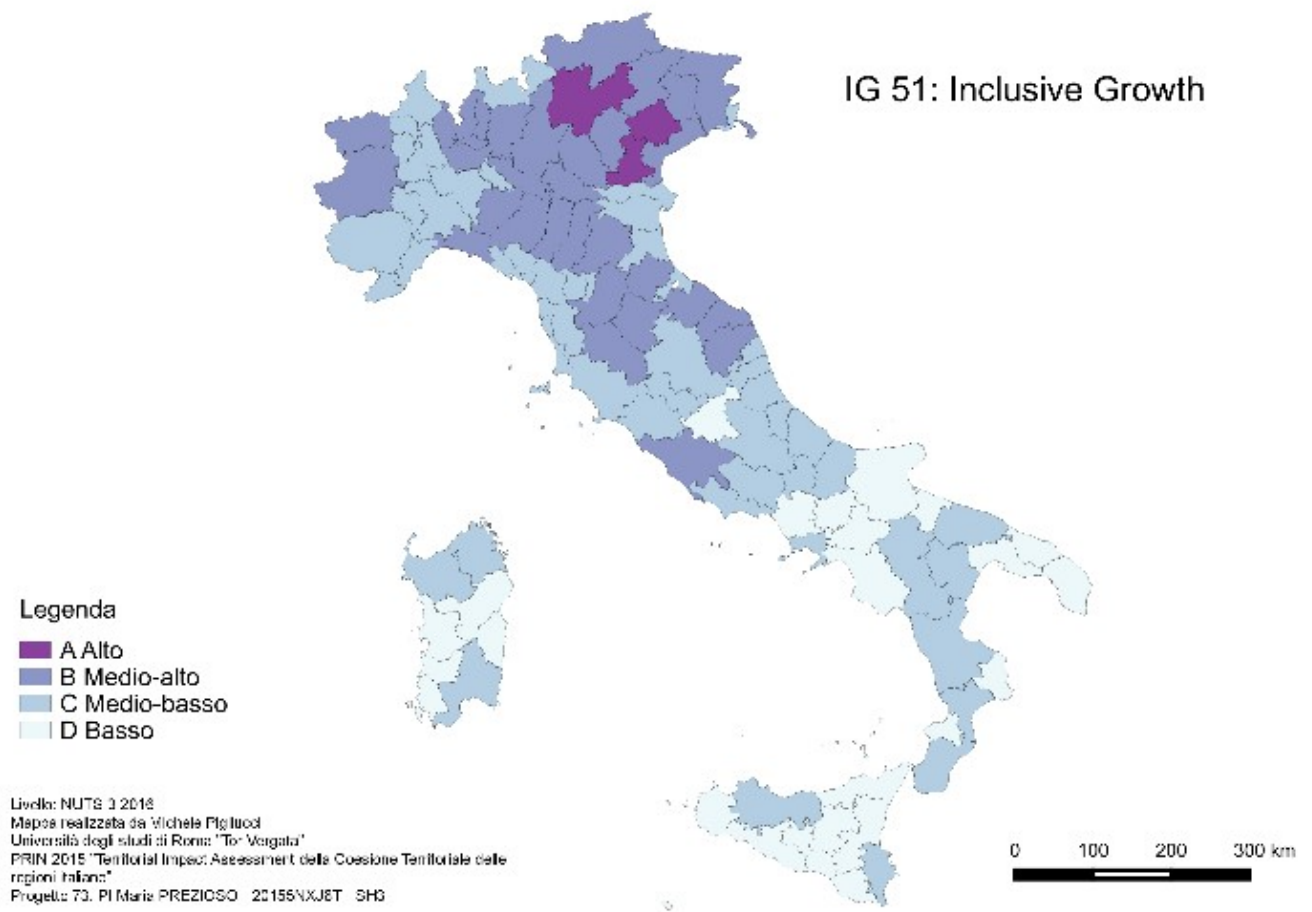 IG 51: Inclusive Growth
Legenda
A Alto
B Medio-alto
C Medio-basso
D Basso
Livello: NUTS 3 2016
Mappa realizzata da Michele Pigliucci
Università degli studi di Roma "Tor Vergata"
PRIN 2015 "Territorial Impact Assessment della Coesione Territoriale delle
regioni italiane"
Progetto 73. PI Maria PREZIOSO SH3
0 100 200 300 km